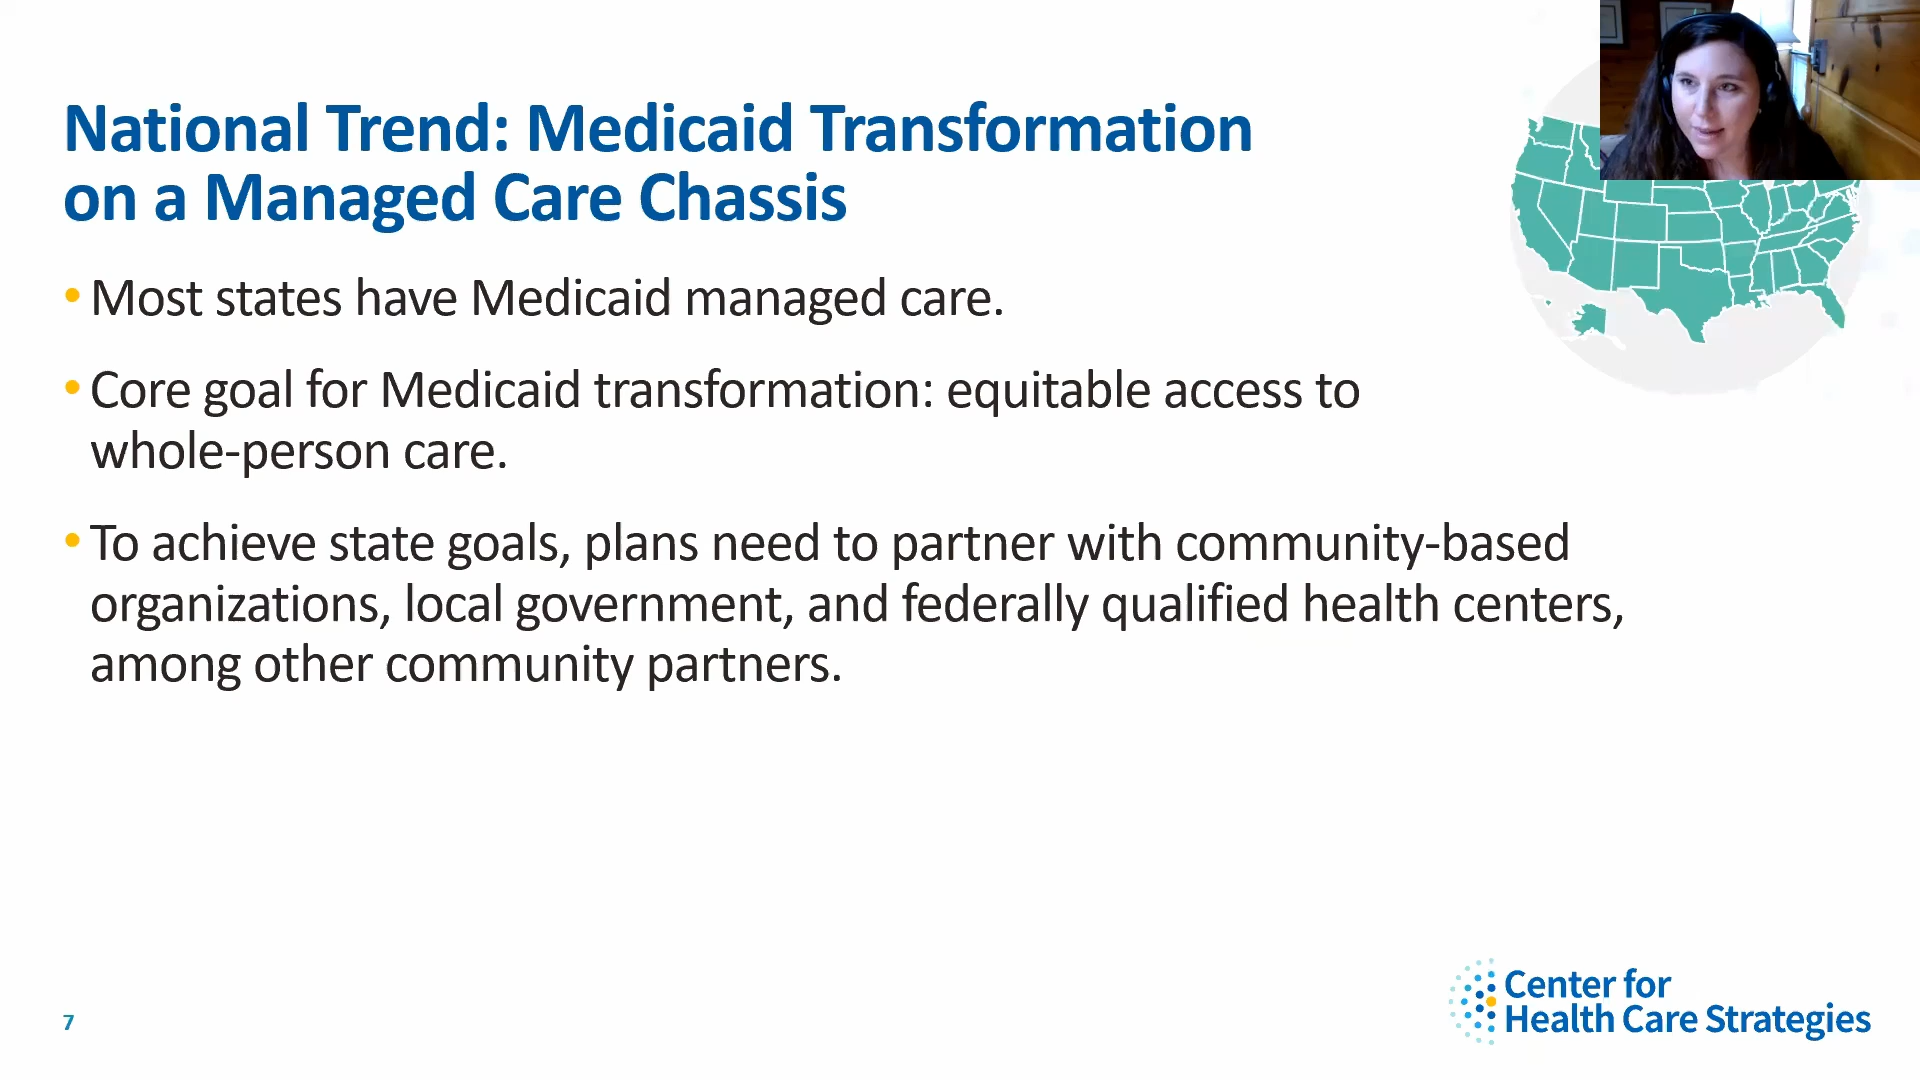 National Trend: Medicaid Transformation
on a Managed Care Chassis
•Most states have Medicaid managed care.
•Core goal for Medicaid transformation: equitable access to
whole-person care.
•To achieve state goals, plans need to partner with community-based
organizations, local government, and federally qualified health centers,
among other community partners.
7
Center for
Health Care Strategies